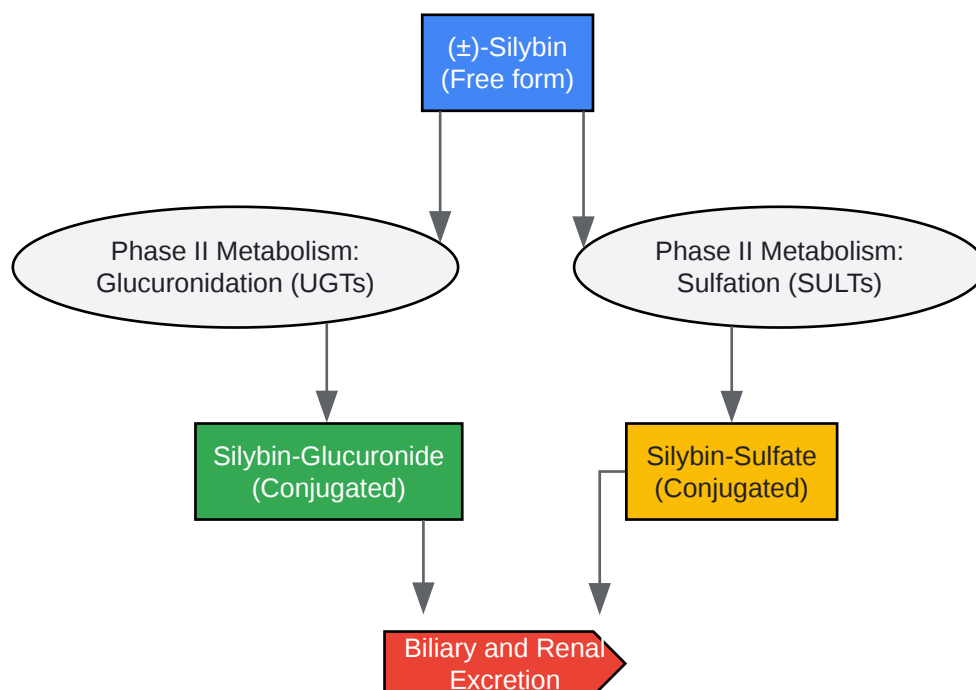 (±)-Silybin
(Free form)
Phase II Metabolism:
Glucuronidation (UGTs)
Phase II Metabolism:
Sulfation (SULTs)
Silybin-Glucuronide
(Conjugated)
Silybin-Sulfate
(Conjugated)
Biliary and Renal
Excretion